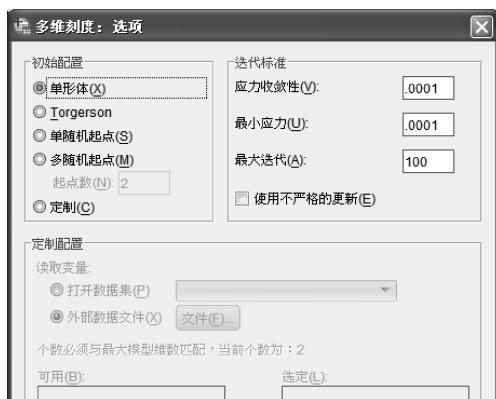 多维刻度：选项
初始配置
单形体(X)
Torgerson
单随机起点(S)
多随机起点(M)
起点数(N): 2
定制(C)
迭代标准
应力收敛性(V): .0001
最小应力(U): .0001
最大迭代(A): 100
使用不严格的更新(E)
定制配置
读取变量:
打开数据集(P)
外部数据文件(X) 文件(F)...
个数必须与最大模型维数匹配，当前个数为：2
可用(B): 选定(L):